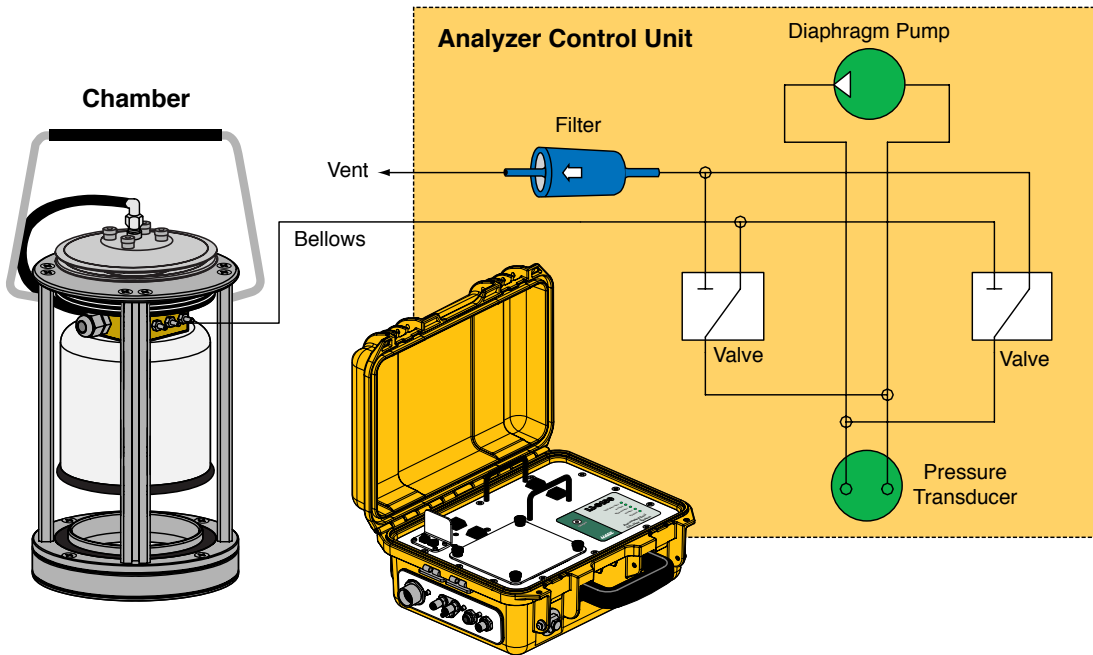 Analyzer Control Unit
Diaphragm Pump
Chamber
Filter
Vent
Bellows
Valve
Valve
Pressure
Transducer